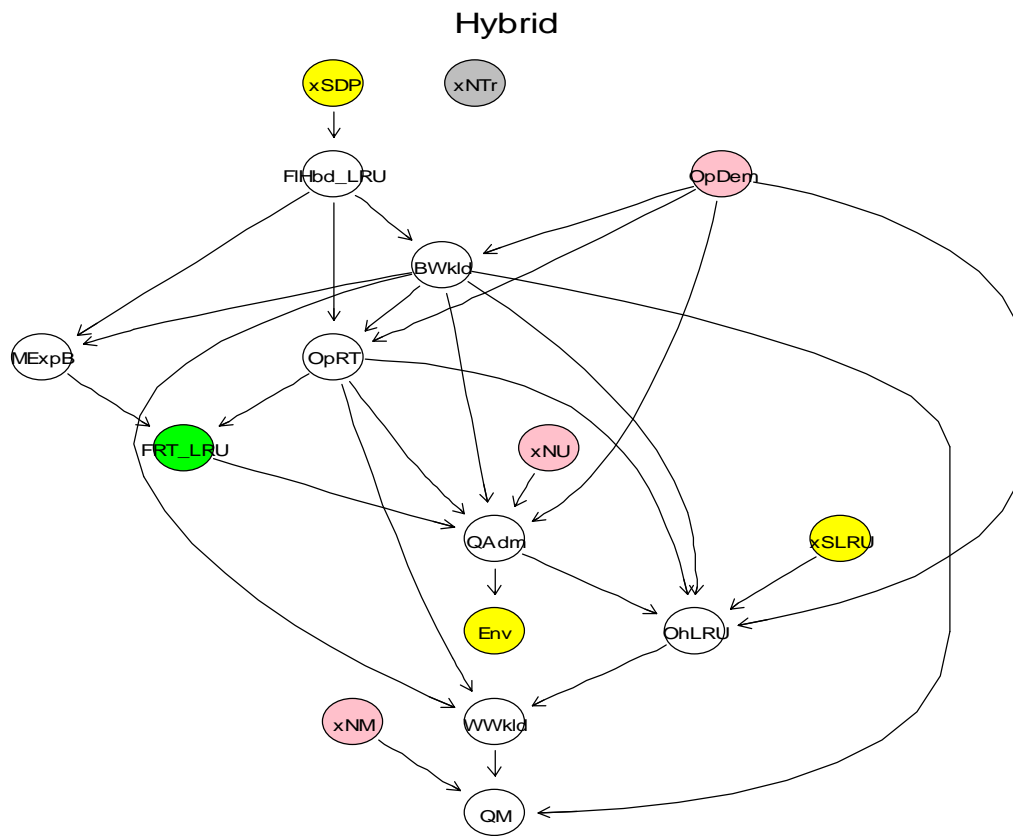 Hybrid
xSDP
xNTr
FlHbd_LRU
OpDem
BWkld
MExpB
OpRT
FRT_LRU
xNU
QAdm
xSLRU
Env
OhLRU
xNM
WWkld
QM